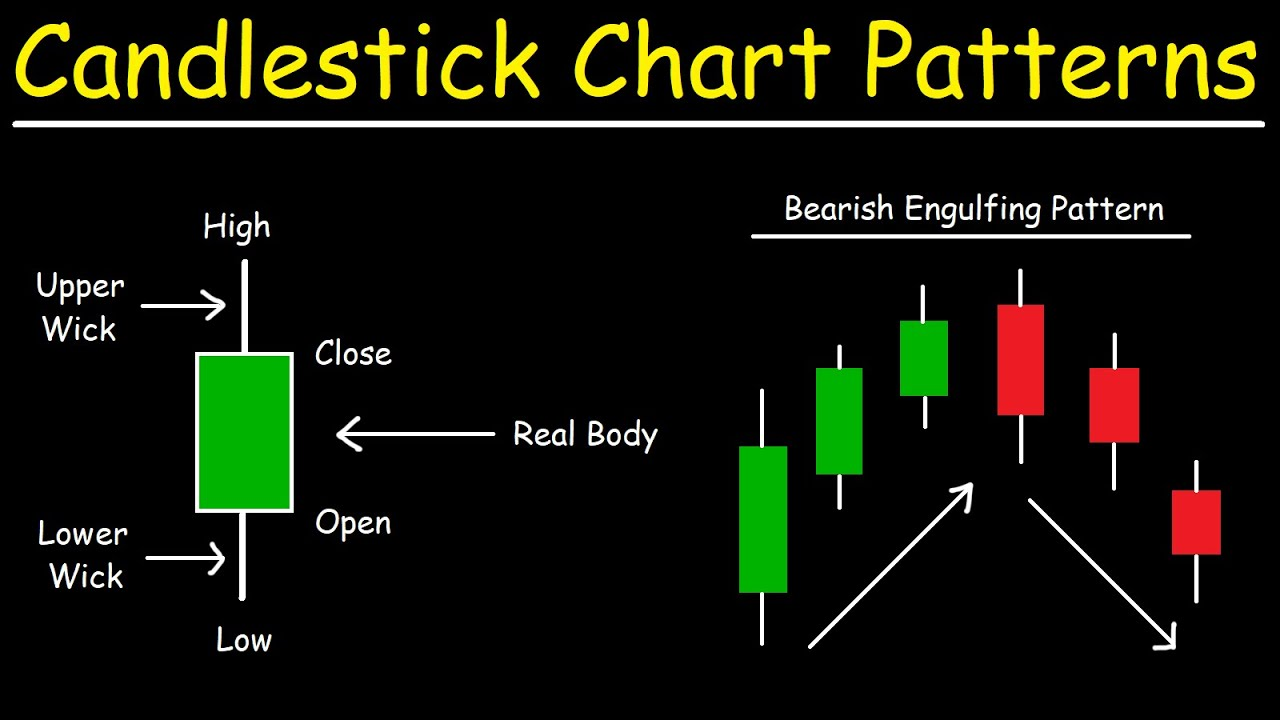 Candlestick Chart Patterns
High
Upper
Wick
Close
Real Body
Open
Lower
Wick
Low
Bearish Engulfing Pattern